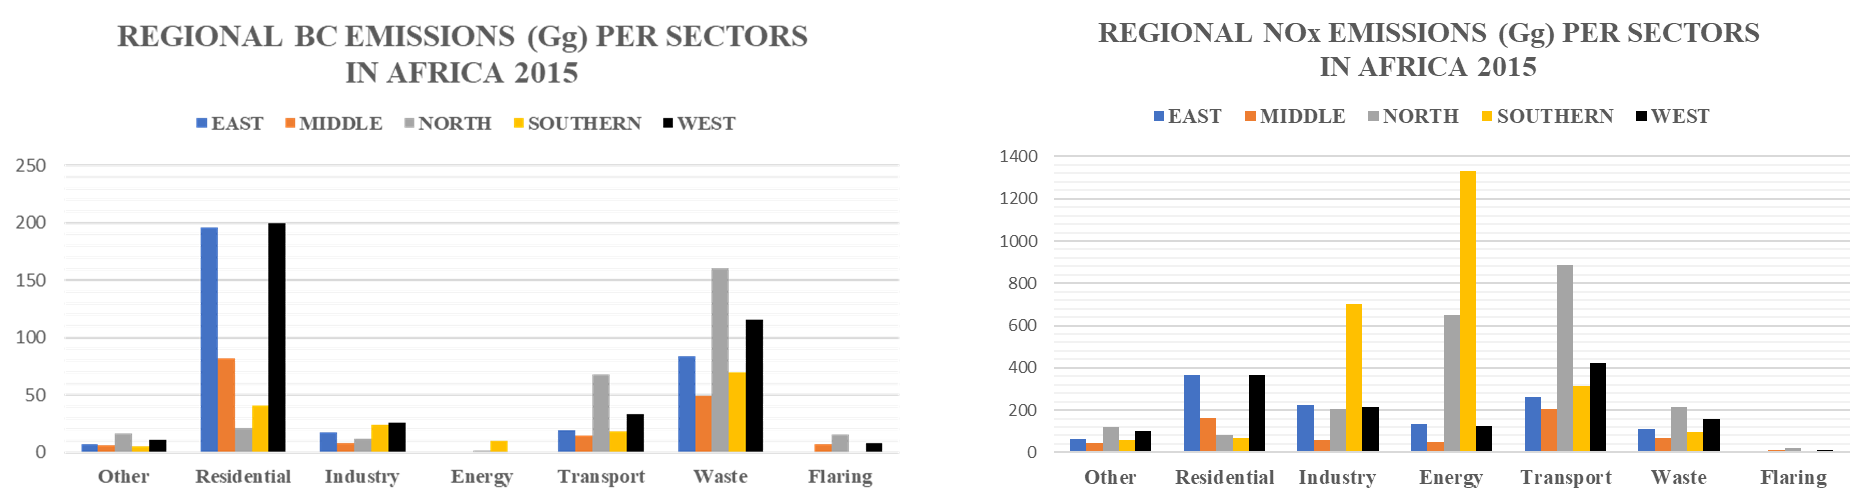 REGIONAL BC EMISSIONS (Gg) PER SECTORS
IN AFRICA 2015
EAST MIDDLE NORTH SOUTHERN WEST
250
200
150
100
50
0
Other Residential Industry Energy Transport Waste Flaring
REGIONAL NOx EMISSIONS (Gg) PER SECTORS
IN AFRICA 2015
EAST MIDDLE NORTH SOUTHERN WEST
1400
1200
1000
800
600
400
200
0
Other Residential Industry Energy Transport Waste Flaring